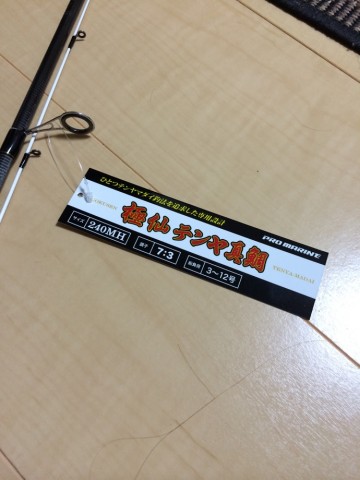 ひとつテンヤマダイ釣法を追求した専用設計
極仙テンヤ真鯛
PRO MARINE
TENYA MADAI
サイズ 240MH 調子 7:3 3〜12号